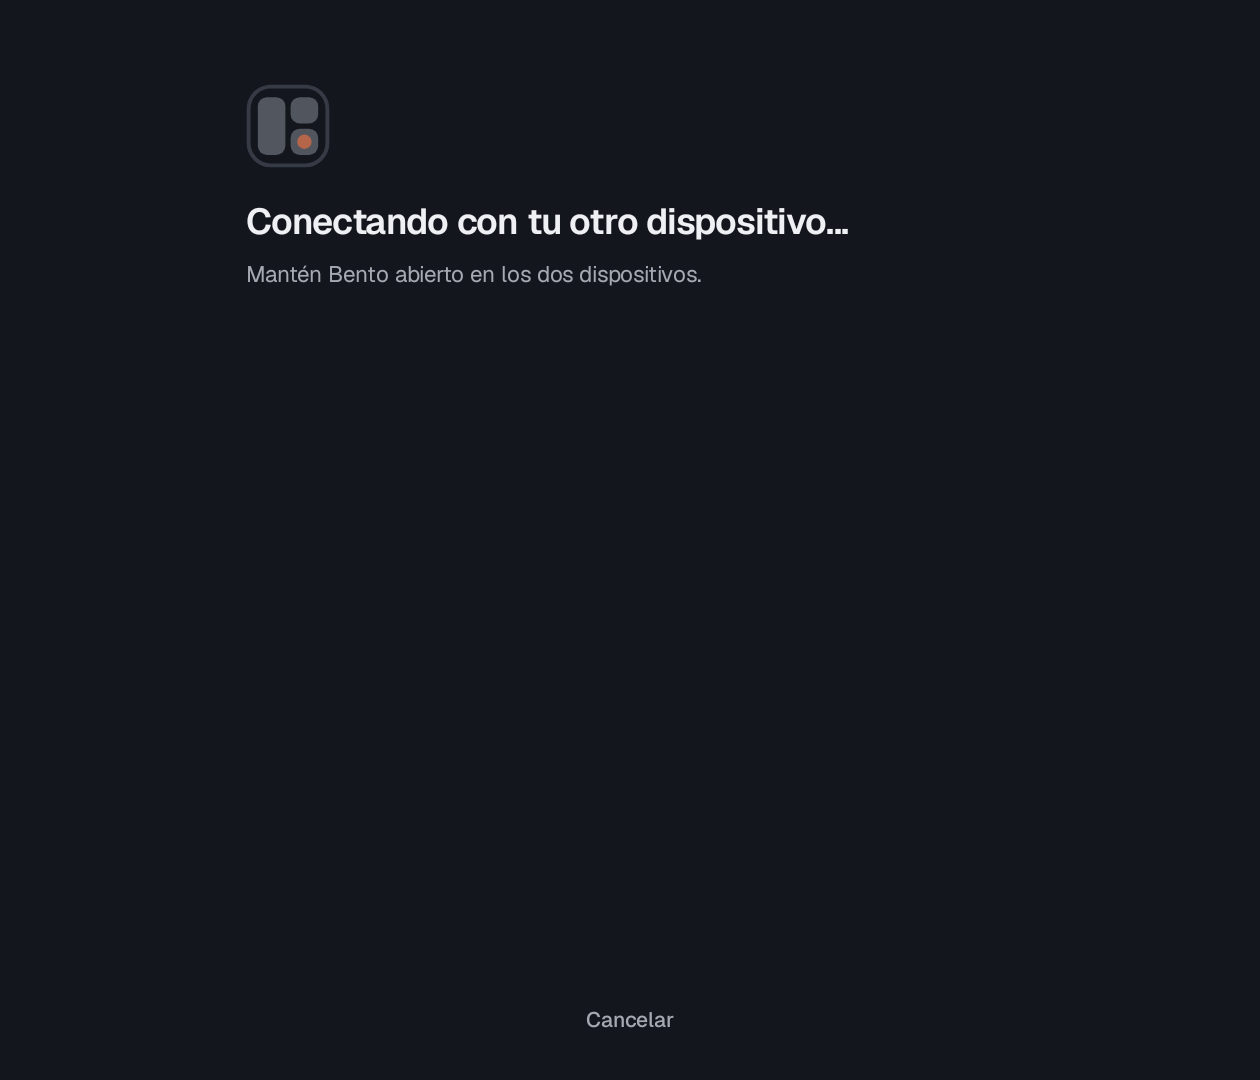 Conectando con tu otro dispositivo...
Mantén Bento abierto en los dos dispositivos.
Cancelar